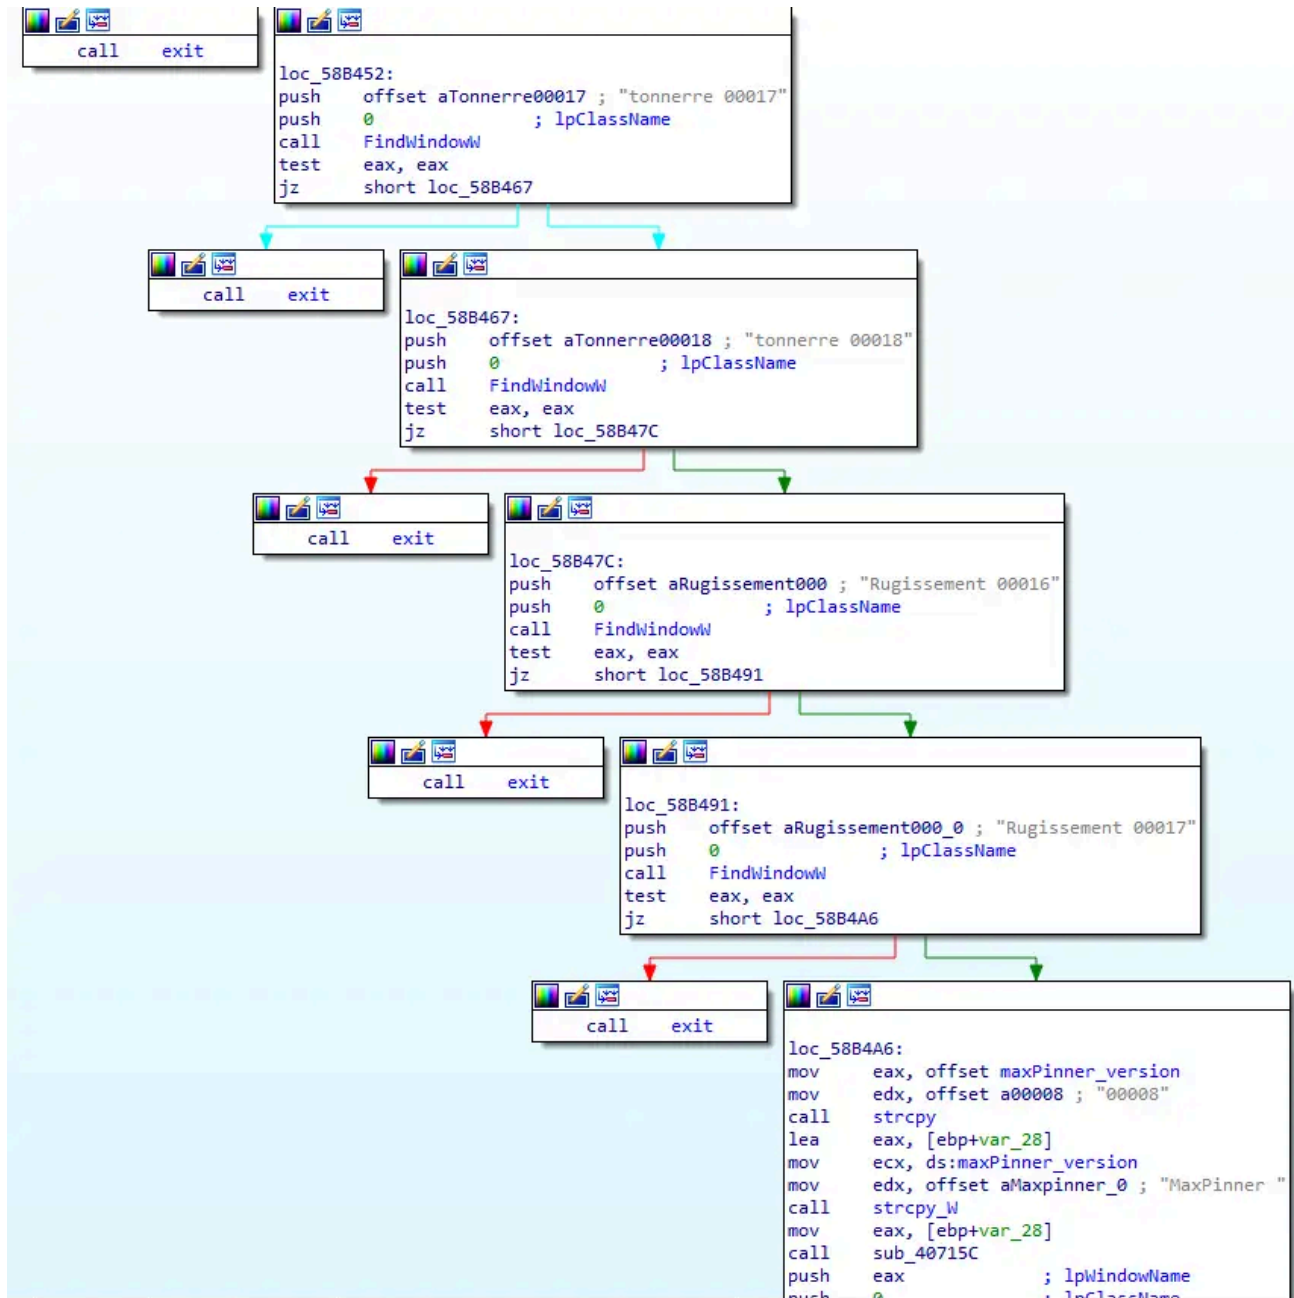 call exit
loc_58B452:
push offset aTonnerre00017 ; "tonnerre 00017"
push 0 ; lpClassName
call FindWindowW
test eax, eax
jz short loc_58B467
call exit
loc_58B467:
push offset aTonnerre00018 ; "tonnerre 00018"
push 0 ; lpClassName
call FindWindowW
test eax, eax
jz short loc_58B47C
call exit
loc_58B47C:
push offset aRugissement000 ; "Rugissement 00016"
push 0 ; lpClassName
call FindWindowW
test eax, eax
jz short loc_58B491
call exit
loc_58B491:
push offset aRugissement000_0 ; "Rugissement 00017"
push 0 ; lpClassName
call FindWindowW
test eax, eax
jz short loc_58B4A6
call exit
loc_58B4A6:
mov eax, offset maxPinner_version
mov edx, offset a00008 ; "00008"
call strcpy
lea eax, [ebp+var_28]
mov ecx, ds:maxPinner_version
mov edx, offset aMaxpinner_0 ; "MaxPinner "
call strcpy_W
mov eax, [ebp+var_28]
call sub_40715C
push eax ; lpWindowName
push 0 ; lpClassName